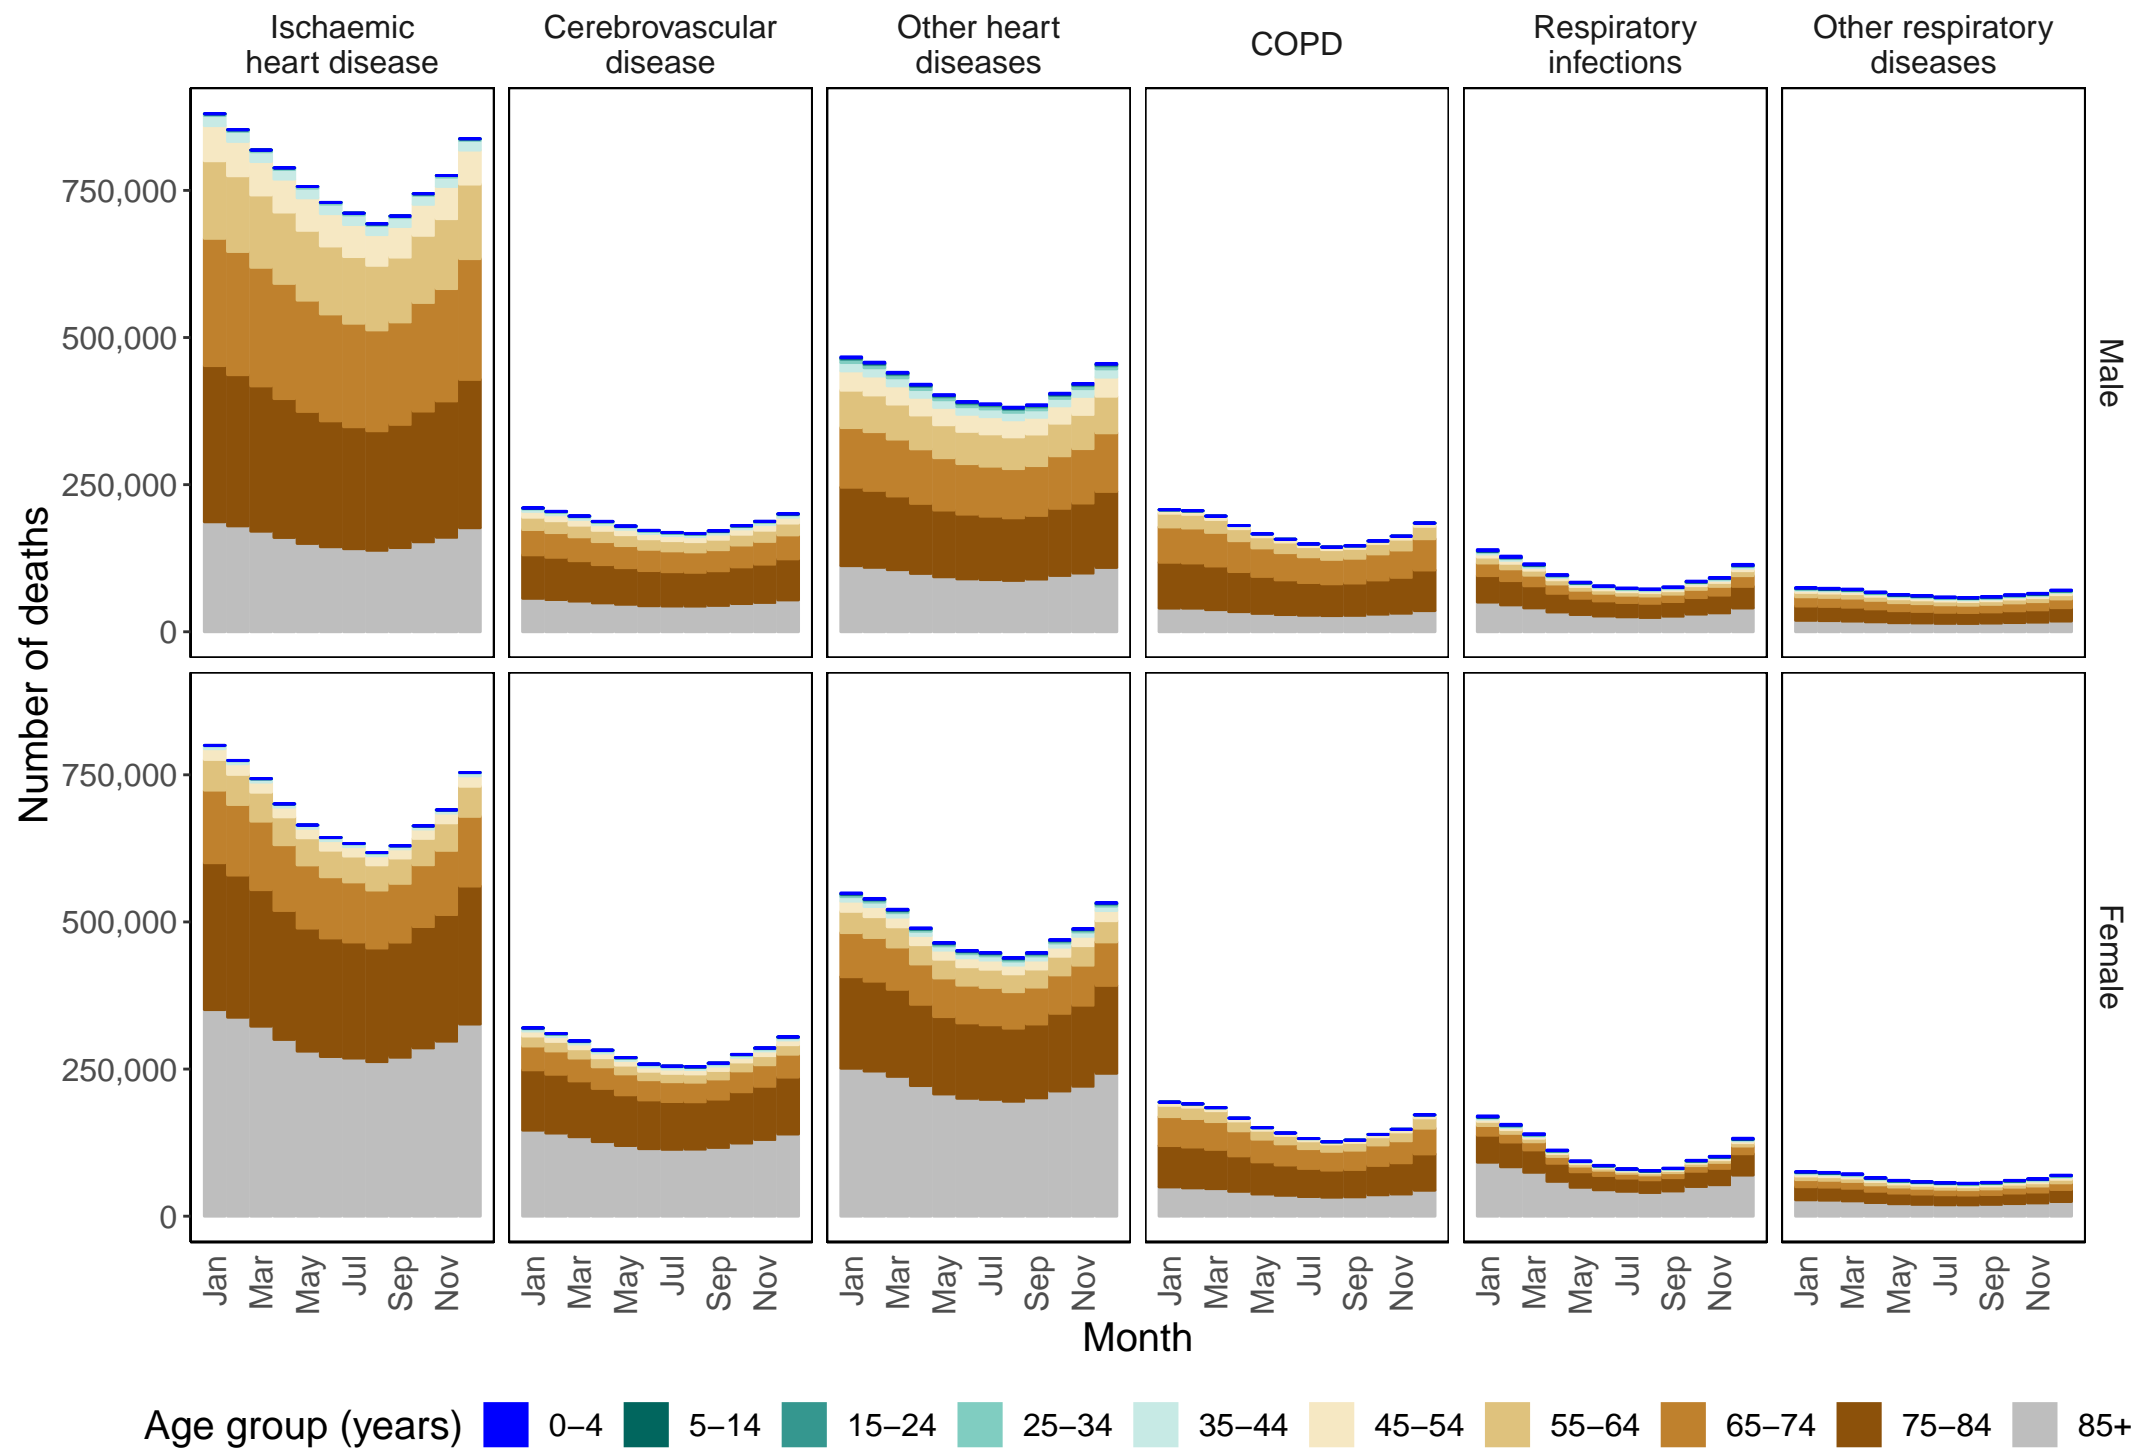 Ischaemic
heart disease
Cerebrovascular
disease
Other heart
diseases
COPD
Respiratory
infections
Other respiratory
diseases
Number of deaths
750,000
500,000
250,000
0
Male
750,000
500,000
250,000
0
Female
Jan Mar May Jul Sep Nov
Jan Mar May Jul Sep Nov
Jan Mar May Jul Sep Nov
Jan Mar May Jul Sep Nov
Jan Mar May Jul Sep Nov
Jan Mar May Jul Sep Nov
Month
Age group (years) 0−4 5−14 15−24 25−34 35−44 45−54 55−64 65−74 75−84 85+